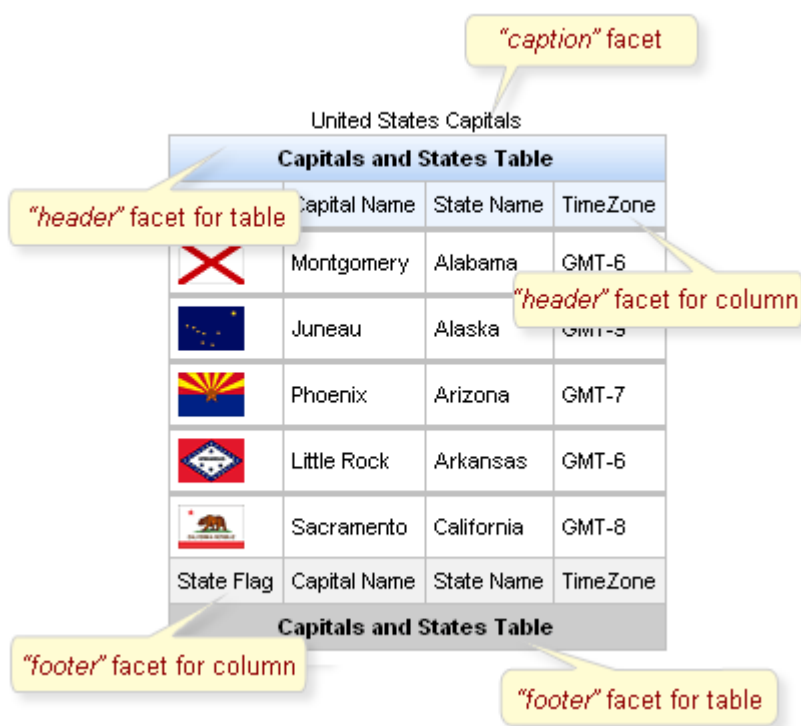 “caption” facet
United States Capitals
Capitals and States Table
“header” facet for table
Capital Name State Name TimeZone
Montgomery Alabama GMT-6
“header” facet for column
Juneau Alaska GMT-9
Phoenix Arizona GMT-7
Little Rock Arkansas GMT-6
Sacramento California GMT-8
State Flag Capital Name State Name TimeZone
Capitals and States Table
“footer” facet for column
“footer” facet for table